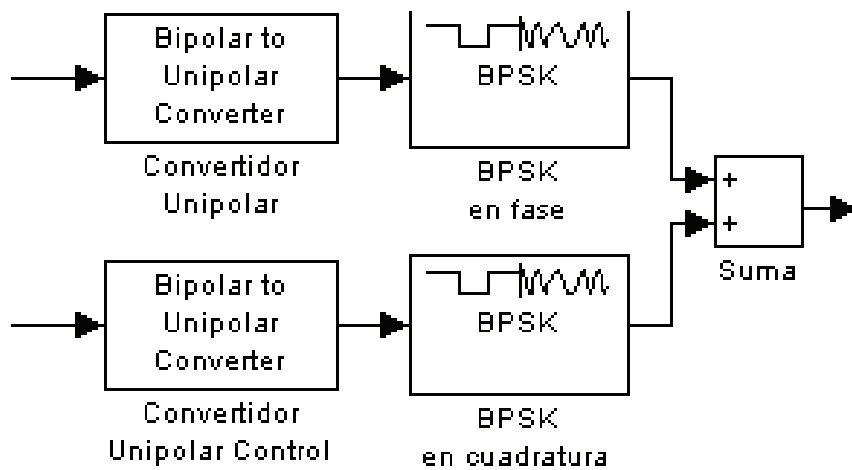 Bipolar to
Unipolar
Converter
Convertidor
Unipolar
BPSK
BPSK
en fase
Bipolar to
Unipolar
Converter
Convertidor
Unipolar Control
BPSK
BPSK
en cuadratura
+
+
Suma